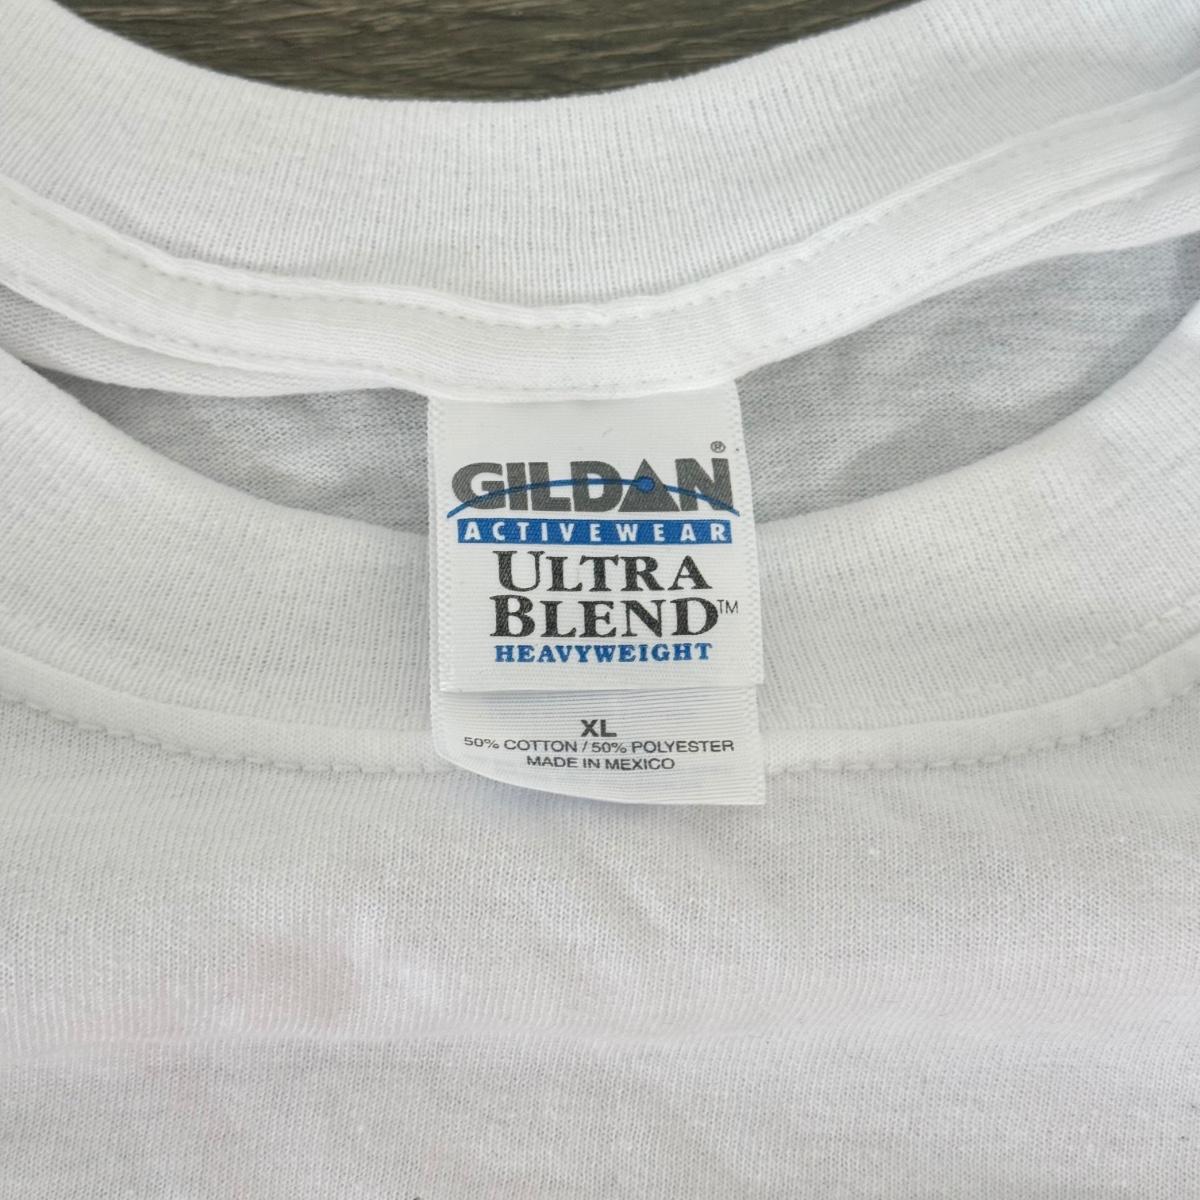 GILDAN®
ACTIVEWEAR
ULTRA
BLEND™
HEAVYWEIGHT
XL
50% COTTON / 50% POLYESTER
MADE IN MEXICO